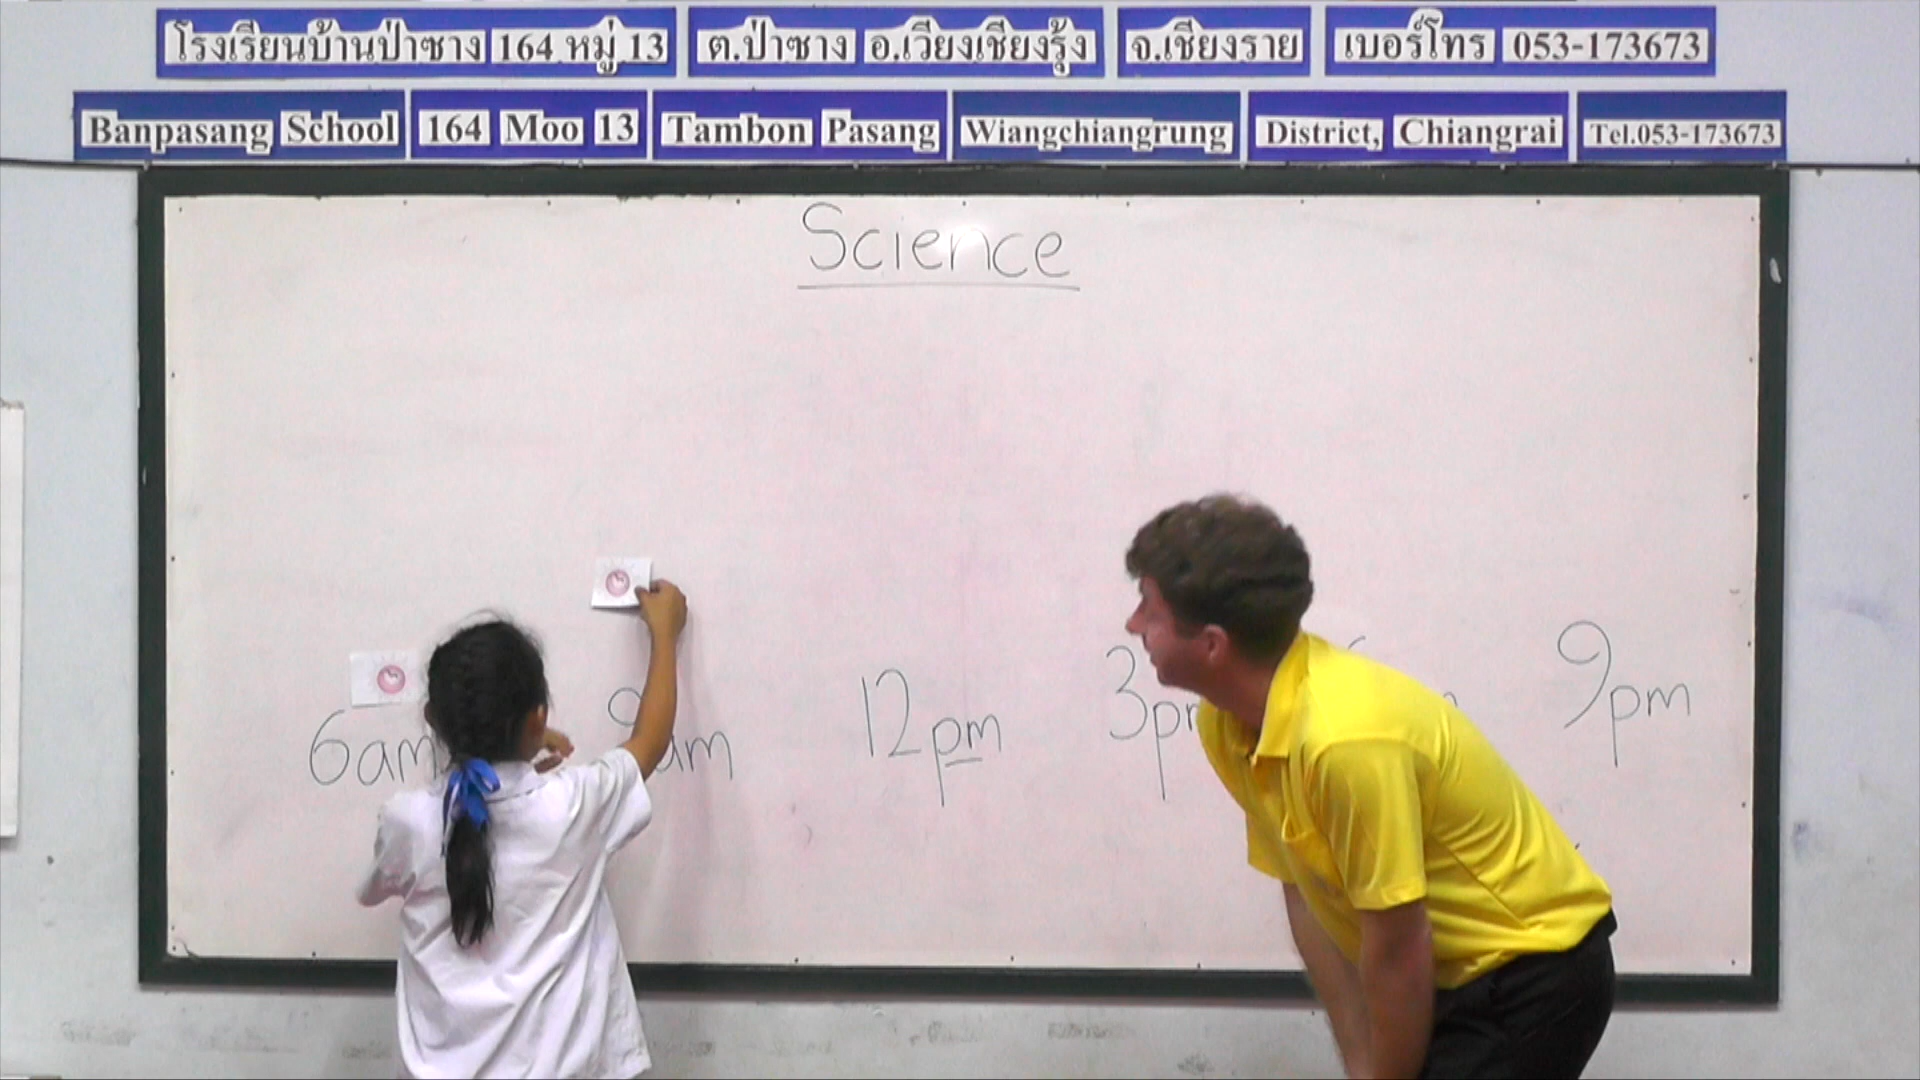 โรงเรียนบ้านป่าซาง 164 หมู่ 13 ต.ป่าซาง อ.เวียงเชียงรุ้ง จ.เชียงราย เบอร์โทร 053-173673
Banpasang School 164 Moo 13 Tambon Pasang Wiangchiangrung District, Chiangrai Tel.053-173673
Science
6am 9am 12pm 3pm 9pm